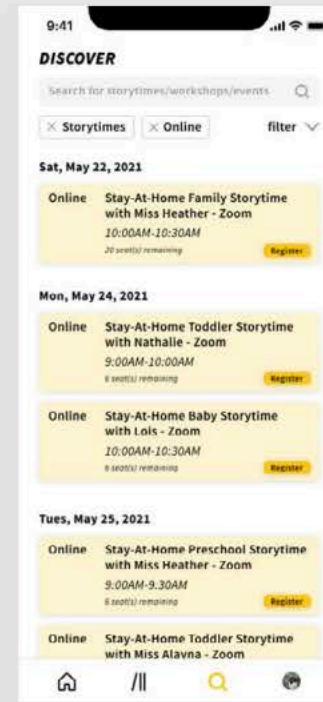 9:41
DISCOVER
Search for storytimes/workshops/events
× Storytimes
× Online
filter
Sat, May 22, 2021
Online
Stay-At-Home Family Storytime
with Miss Heather - Zoom
10:00AM-10:30AM
20 seat(s) remaining
Register
Mon, May 24, 2021
Online
Stay-At-Home Toddler Storytime
with Nathalie - Zoom
9:00AM-10:00AM
6 seat(s) remaining
Register
Online
Stay-At-Home Baby Storytime
with Lois - Zoom
10:00AM-10:30AM
6 seat(s) remaining
Register
Tues, May 25, 2021
Online
Stay-At-Home Preschool Storytime
with Miss Heather - Zoom
9:00AM-9.30AM
6 seat(s) remaining
Register
Online
Stay-At-Home Toddler Storytime
with Miss Alayna - Zoom